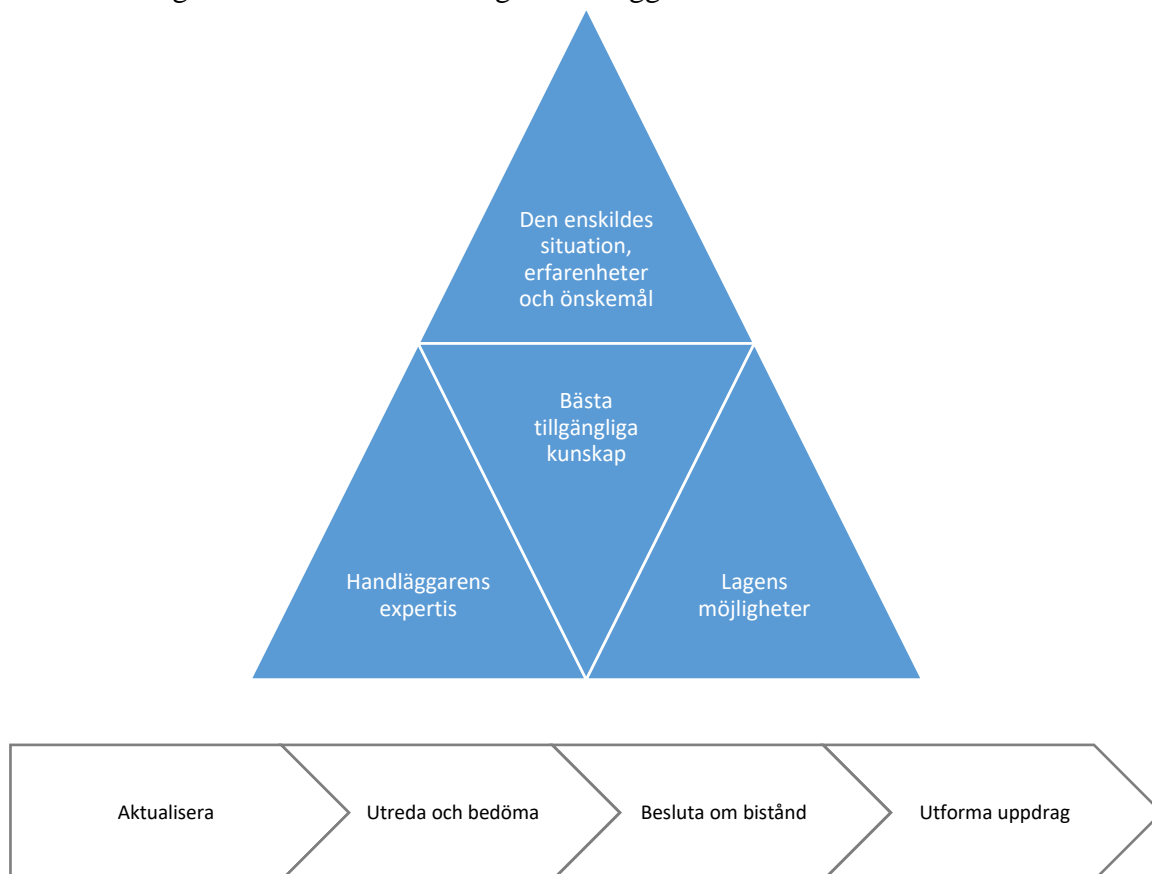 Den enskildes
situation,
erfarenheter
och önskemål
Bästa
tillgängliga
kunskap
Handläggarens
expertis
Lagens
möjligheter
Aktualisera
Utreda och bedöma
Besluta om bistånd
Utforma uppdrag